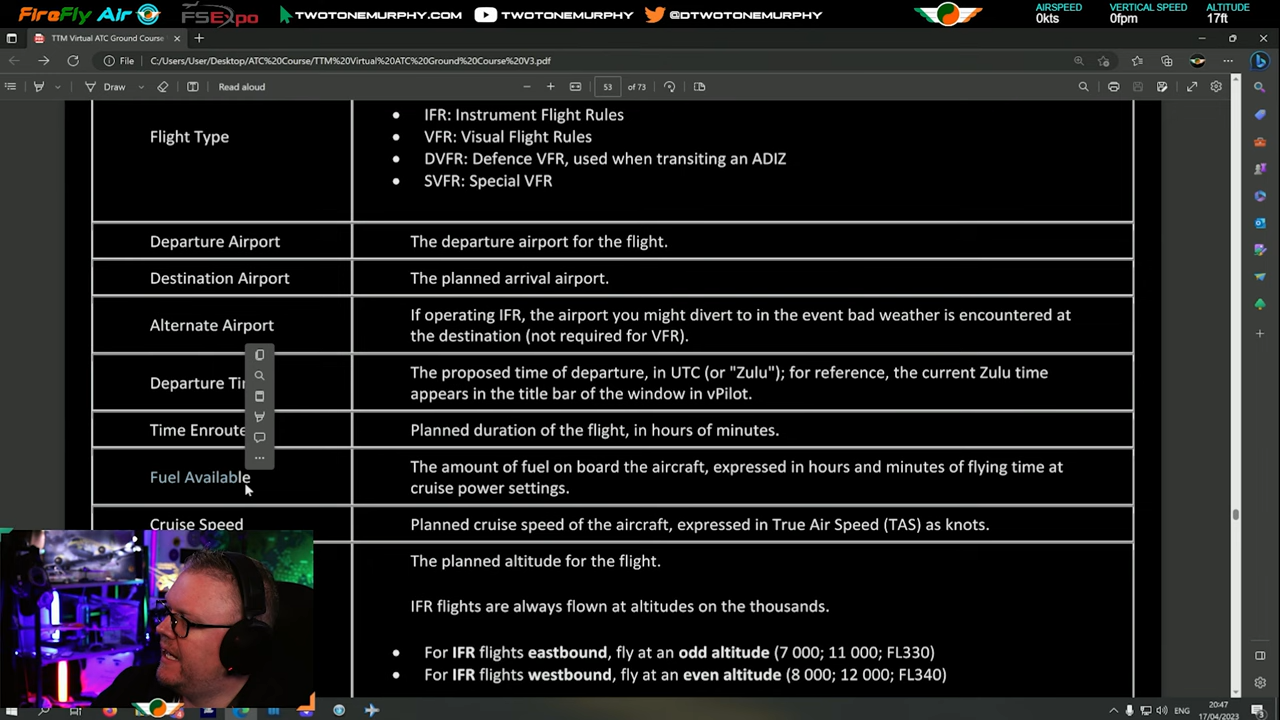 FireFly Air
FSExpo
TWOTONEMURPHY.COM
TWOTONEMURPHY
@DTWOTONEMURPHY
AIRSPEED
0kts
VERTICAL SPEED
0fpm
ALTITUDE
17ft
TTM Virtual ATC Ground Course
File
C:/Users/User/Desktop/ATC%20Course/TTM%20Virtual%20ATC%20Ground%20Course%20V3.pdf
Draw
Read aloud
53 of 73
Flight Type
• IFR: Instrument Flight Rules
• VFR: Visual Flight Rules
• DVFR: Defence VFR, used when transiting an ADIZ
• SVFR: Special VFR
Departure Airport
The departure airport for the flight.
Destination Airport
The planned arrival airport.
Alternate Airport
If operating IFR, the airport you might divert to in the event bad weather is encountered at
the destination (not required for VFR).
Departure Ti
The proposed time of departure, in UTC (or "Zulu"); for reference, the current Zulu time
appears in the title bar of the window in vPilot.
Time Enroute
Planned duration of the flight, in hours of minutes.
Fuel Available
The amount of fuel on board the aircraft, expressed in hours and minutes of flying time at
cruise power settings.
Cruise Speed
Planned cruise speed of the aircraft, expressed in True Air Speed (TAS) as knots.
The planned altitude for the flight.
IFR flights are always flown at altitudes on the thousands.
• For IFR flights eastbound, fly at an odd altitude (7 000; 11 000; FL330)
• For IFR flights westbound, fly at an even altitude (8 000; 12 000; FL340)
ENG
20:47
17/04/2023